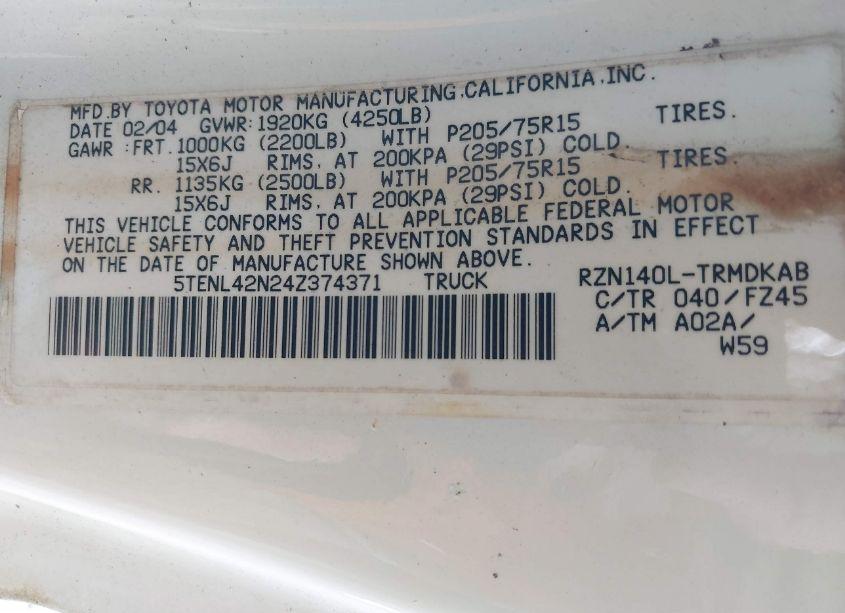 MFD.BY TOYOTA MOTOR MANUFACTURING.CALIFORNIA.INC.
DATE 02/04 GVWR:1920KG (4250LB)
GAWR :FRT. 1000KG (2200LB) WITH P205/75R15 TIRES.
15X6J RIMS, AT 200KPA (29PSI) COLD.
RR. 1135KG (2500LB) WITH P205/75R15 TIRES.
15X6J RIMS, AT 200KPA (29PSI) COLD.
THIS VEHICLE CONFORMS TO ALL APPLICABLE FEDERAL MOTOR
VEHICLE SAFETY AND THEFT PREVENTION STANDARDS IN EFFECT
ON THE DATE OF MANUFACTURE SHOWN ABOVE.
5TENL42N24Z374371 TRUCK RZN140L-TRMDKAB
C/TR 040/FZ45
A/TM A02A/
W59